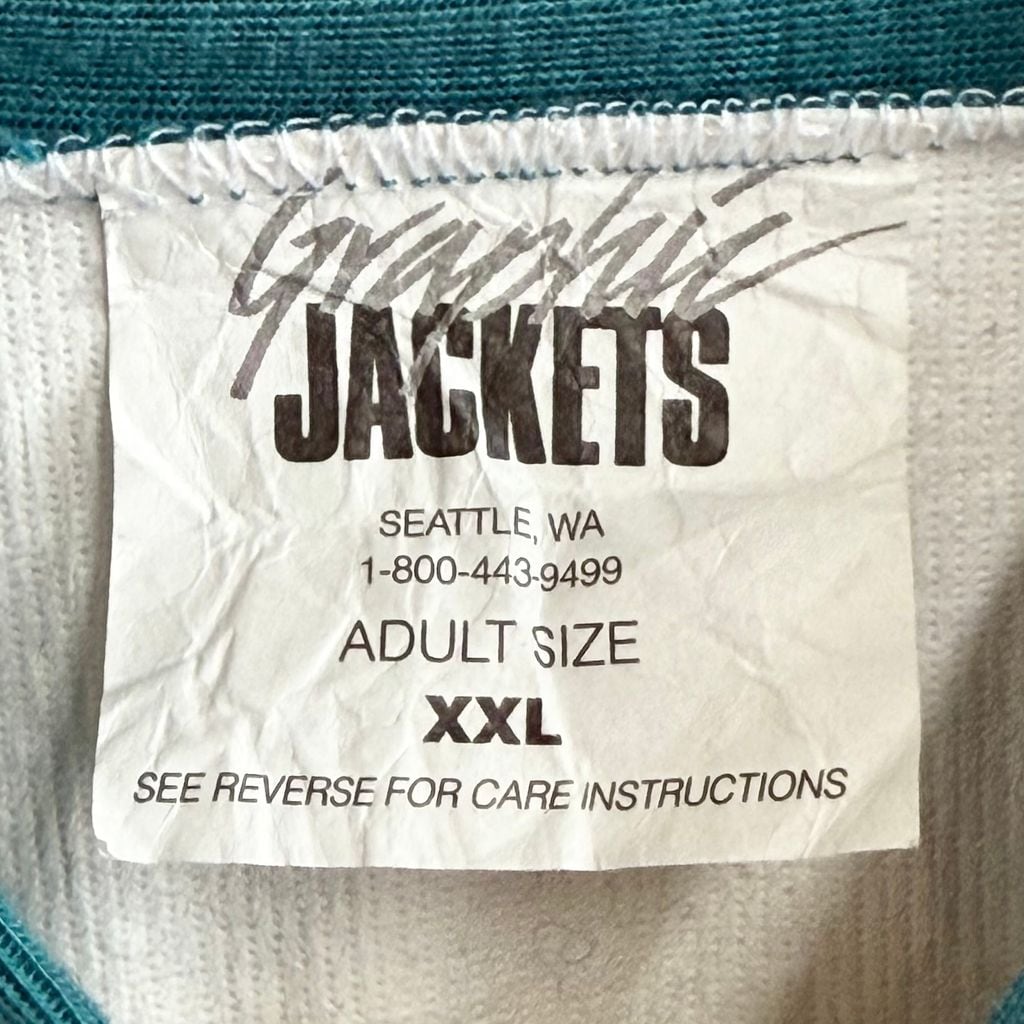 Graphic
JACKETS
SEATTLE, WA
1-800-443-9499
ADULT SIZE
XXL
SEE REVERSE FOR CARE INSTRUCTIONS